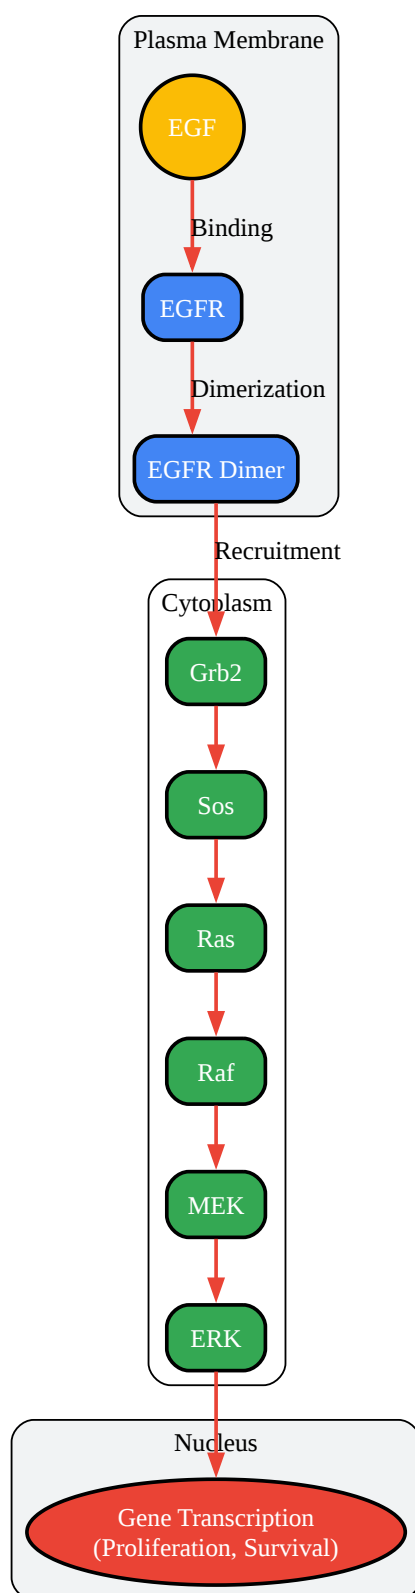 Plasma Membrane
EGF
Binding
EGFR
Dimerization
EGFR Dimer
Recruitment
Cytoplasm
Grb2
Sos
Ras
Raf
MEK
ERK
Nucleus
Gene Transcription
(Proliferation, Survival)